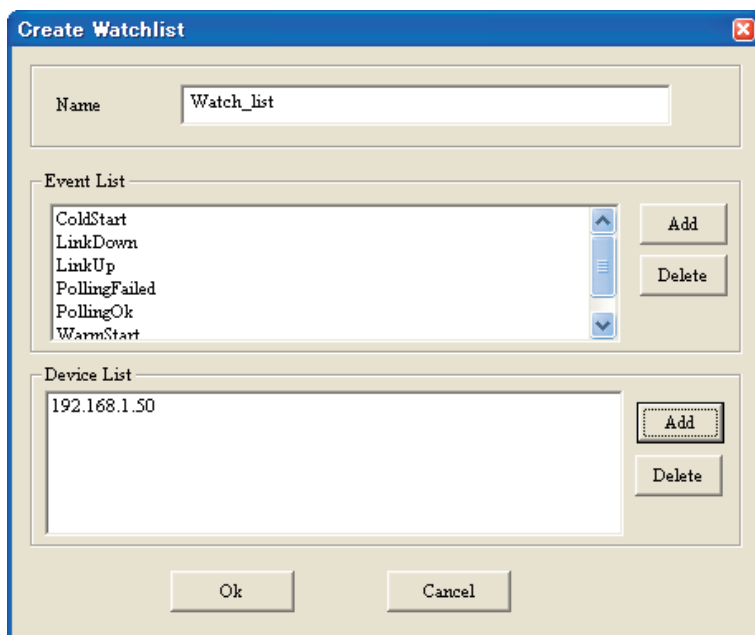 Create Watchlist
Name
Watch_list
Event List
ColdStart
LinkDown
LinkUp
PollingFailed
PollingOk
WarmStart
Add
Delete
Device List
192.168.1.50
Add
Delete
Ok
Cancel